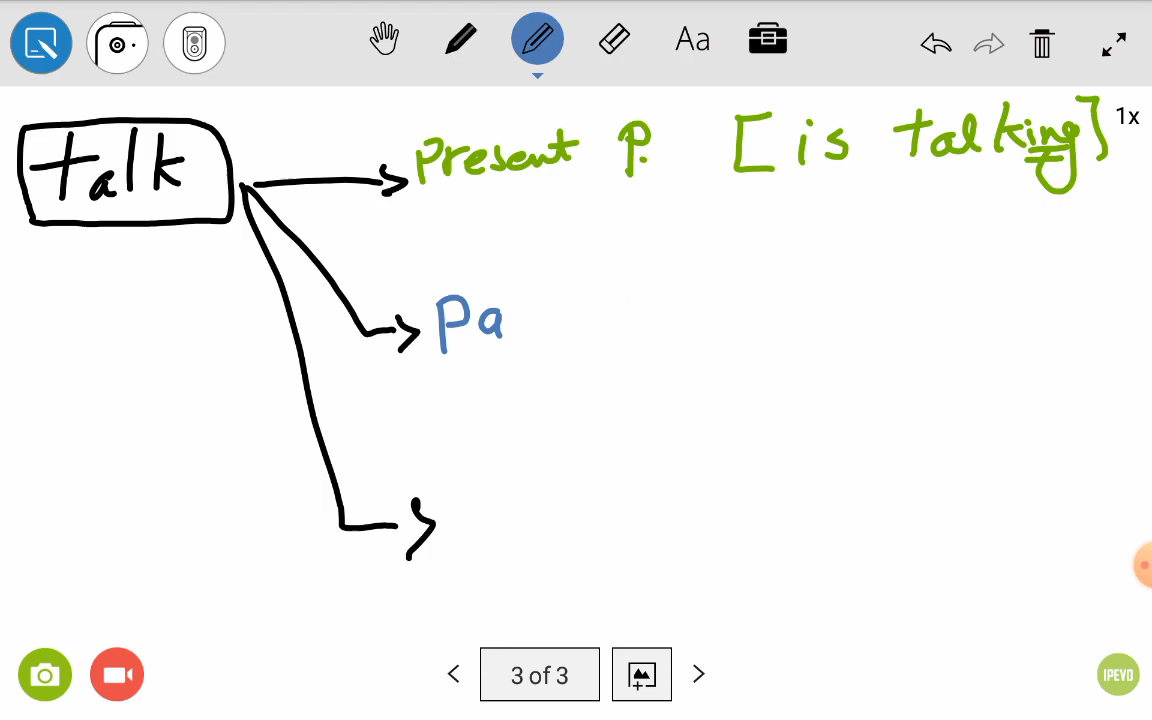 Aa
1x
Talk
Present P. [is talking]
Pa
3 of 3
IPEVO